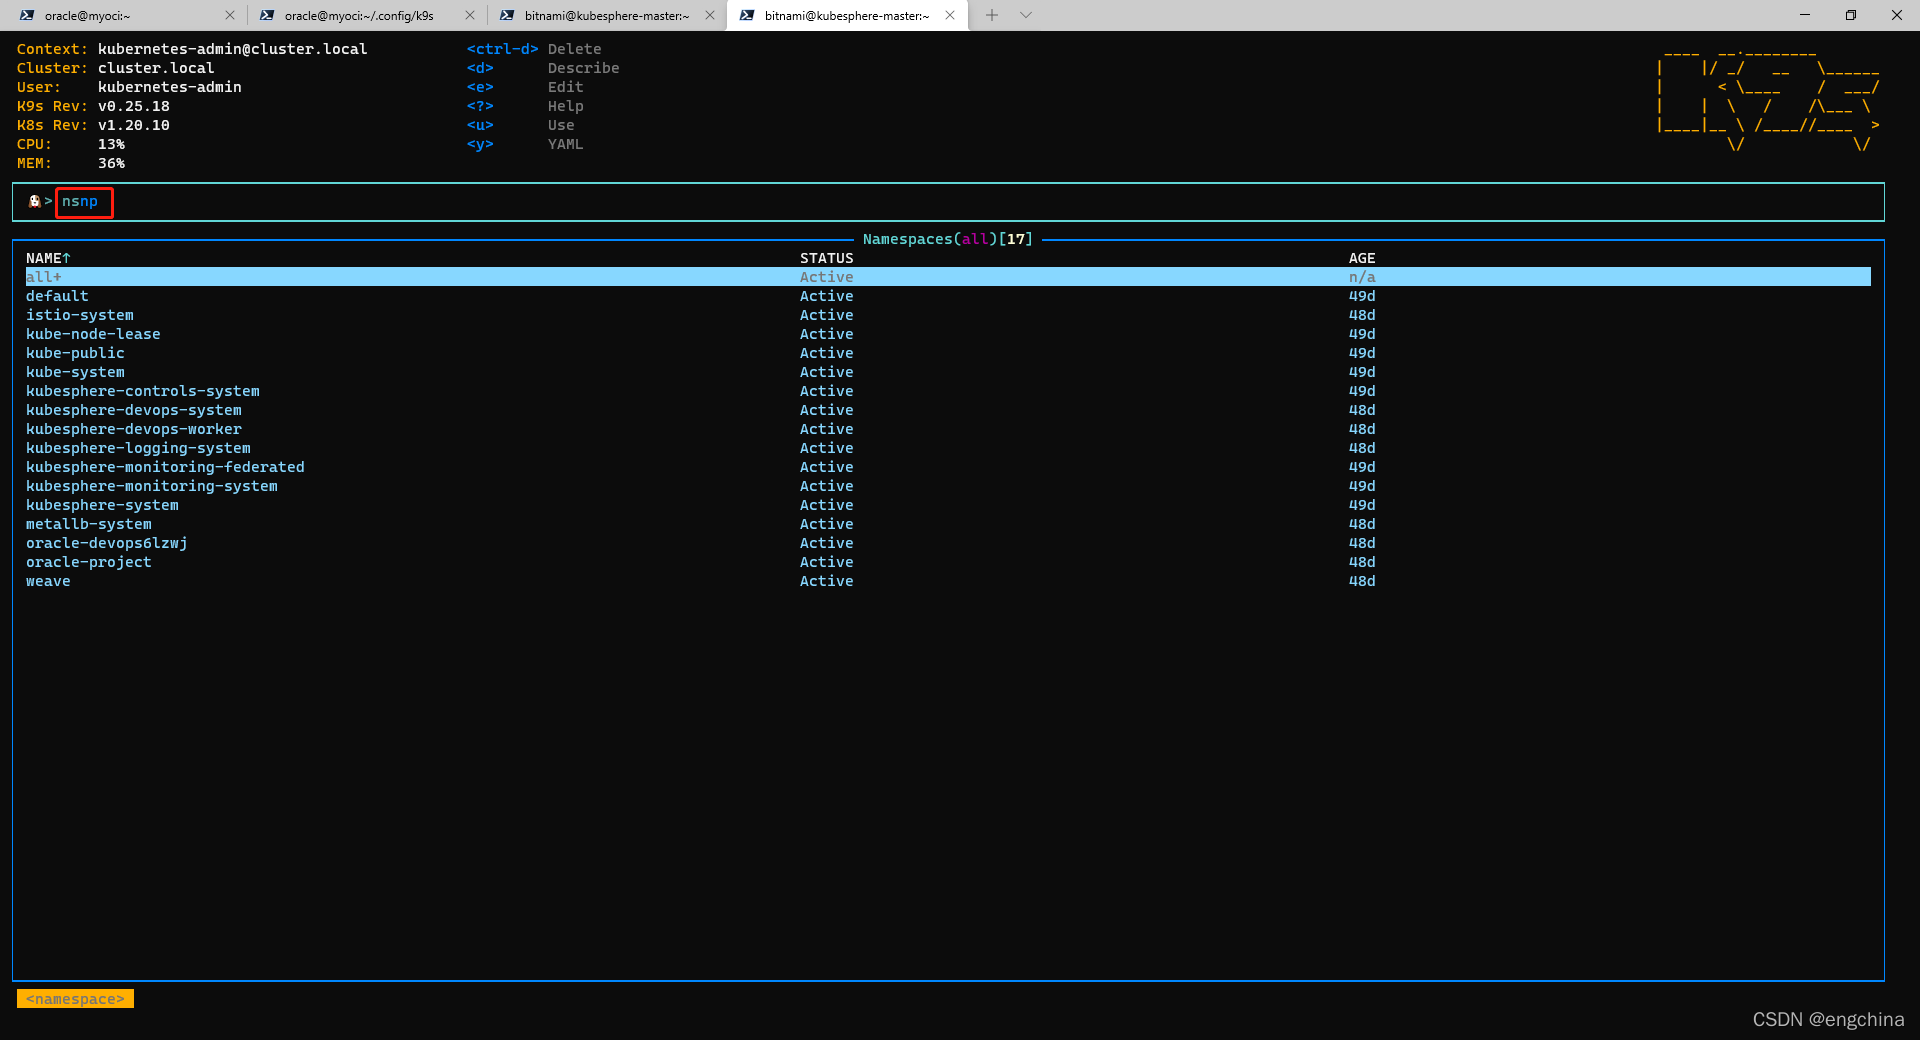 oracle@myoci:~
oracle@myoci:~/.config/k9s
bitnami@kubesphere-master:~
bitnami@kubesphere-master:~
Context: kubernetes-admin@cluster.local
Cluster: cluster.local
User: kubernetes-admin
K9s Rev: v0.25.18
K8s Rev: v1.20.10
CPU: 13%
MEM: 36%
<ctrl-d> Delete
<d> Describe
<e> Edit
<?> Help
<u> Use
<y> YAML
> nsnp
Namespaces(all)[17]
NAME↑ STATUS AGE
all+ Active n/a
default Active 49d
istio-system Active 48d
kube-node-lease Active 49d
kube-public Active 49d
kube-system Active 49d
kubesphere-controls-system Active 49d
kubesphere-devops-system Active 48d
kubesphere-devops-worker Active 48d
kubesphere-logging-system Active 48d
kubesphere-monitoring-federated Active 49d
kubesphere-monitoring-system Active 49d
kubesphere-system Active 49d
metallb-system Active 48d
oracle-devops6lzwj Active 48d
oracle-project Active 48d
weave Active 48d
<namespace>
CSDN @engchina